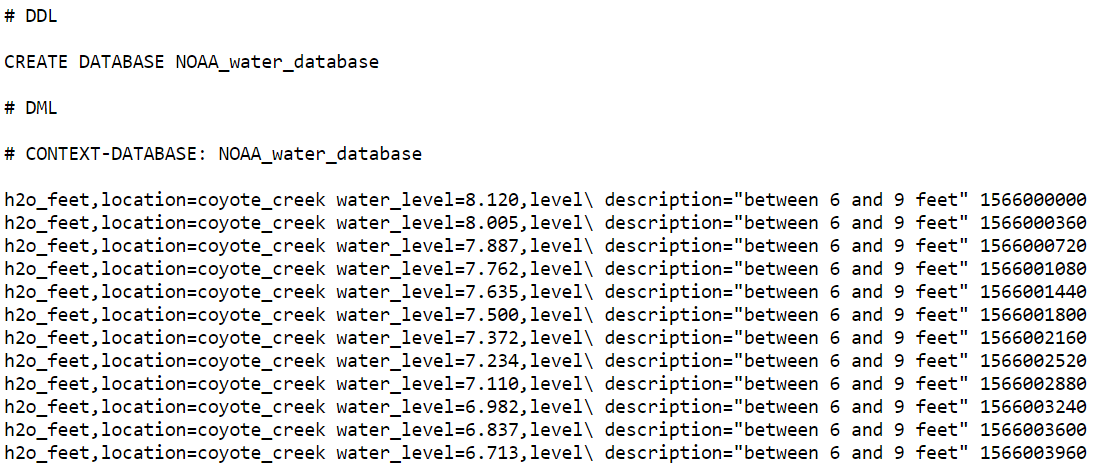 # DDL
CREATE DATABASE NOAA_water_database
# DML
# CONTEXT-DATABASE: NOAA_water_database
h2o_feet,location=coyote_creek water_level=8.120,level\ description="between 6 and 9 feet" 1566000000
h2o_feet,location=coyote_creek water_level=8.005,level\ description="between 6 and 9 feet" 1566000360
h2o_feet,location=coyote_creek water_level=7.887,level\ description="between 6 and 9 feet" 1566000720
h2o_feet,location=coyote_creek water_level=7.762,level\ description="between 6 and 9 feet" 1566001080
h2o_feet,location=coyote_creek water_level=7.635,level\ description="between 6 and 9 feet" 1566001440
h2o_feet,location=coyote_creek water_level=7.500,level\ description="between 6 and 9 feet" 1566001800
h2o_feet,location=coyote_creek water_level=7.372,level\ description="between 6 and 9 feet" 1566002160
h2o_feet,location=coyote_creek water_level=7.234,level\ description="between 6 and 9 feet" 1566002520
h2o_feet,location=coyote_creek water_level=7.110,level\ description="between 6 and 9 feet" 1566002880
h2o_feet,location=coyote_creek water_level=6.982,level\ description="between 6 and 9 feet" 1566003240
h2o_feet,location=coyote_creek water_level=6.837,level\ description="between 6 and 9 feet" 1566003600
h2o_feet,location=coyote_creek water_level=6.713,level\ description="between 6 and 9 feet" 1566003960